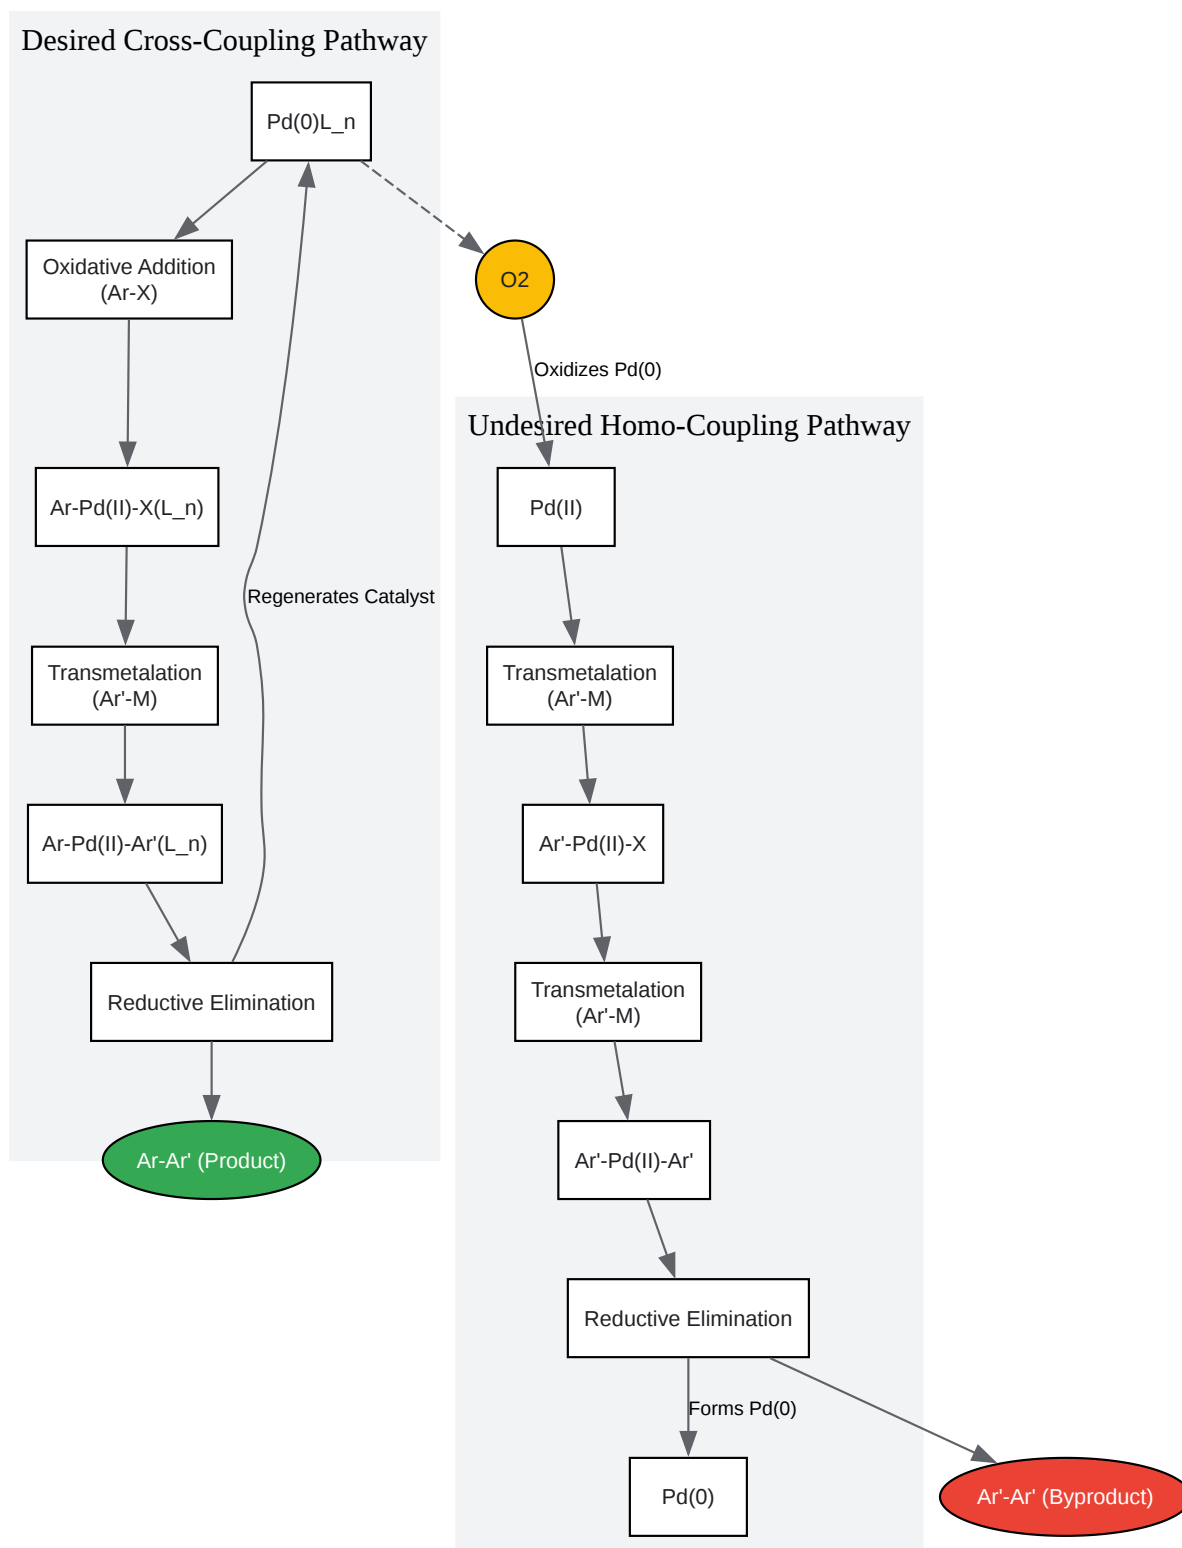 Desired Cross-Coupling Pathway
Pd(0)L_n
Oxidative Addition
(Ar-X)
O2
Oxidizes Pd(0)
Undesired Homo-Coupling Pathway
Ar-Pd(II)-X(L_n)
Pd(II)
Regenerates Catalyst
Transmetalation
(Ar'-M)
Transmetalation
(Ar'-M)
Ar-Pd(II)-Ar'(L_n)
Ar'-Pd(II)-X
Reductive Elimination
Transmetalation
(Ar'-M)
Ar-Ar' (Product)
Ar'-Pd(II)-Ar'
Reductive Elimination
Forms Pd(0)
Pd(0)
Ar'-Ar' (Byproduct)